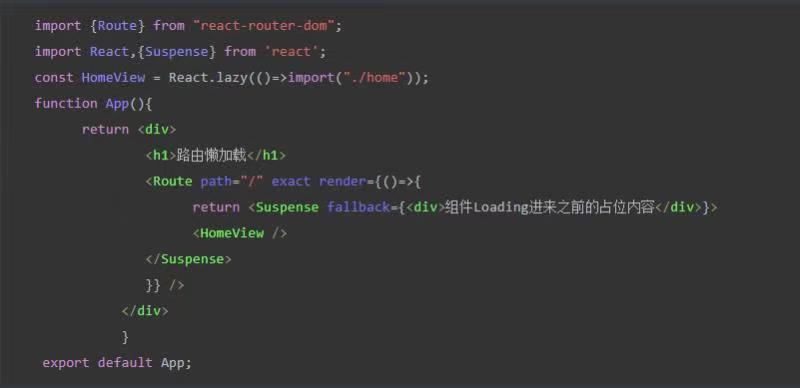 import {Route} from "react-router-dom";
import React,{Suspense} from 'react';
const HomeView = React.lazy(()=>import("./home"));
function App(){
return <div>
<h1>路由懒加载</h1>
<Route path="/" exact render={()=>{
return <Suspense fallback={<div>组件Loading进来之前的占位内容</div>}>
<HomeView />
</Suspense>
}} />
</div>
}
export default App;